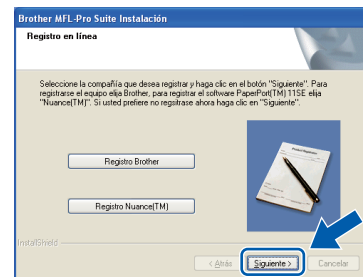 Brother MFL-Pro Suite Instalación
Registro en línea
Seleccione la compañía que desea registrar y haga clic en el botón "Siguiente". Para
registrarse el equipo elija Brother, para registrar el software PaperPort(TM) 11SE elija
"Nuance(TM)". Si usted prefiere no regsitrase ahora haga clic en "Siguiente".
Registro Brother
Registro Nuance(TM)
InstallShield
< Atrás
Siguiente >
Cancelar